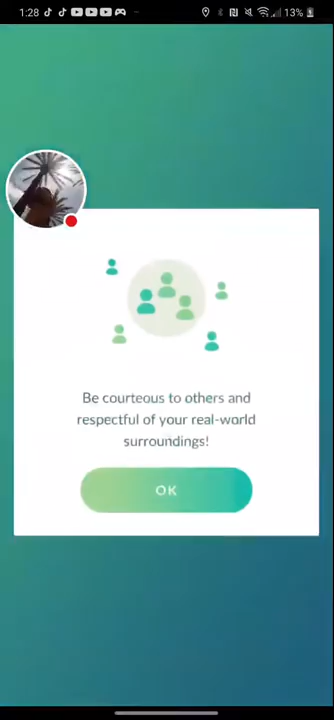 1:28
13%
Be courteous to others and
respectful of your real-world
surroundings!
OK